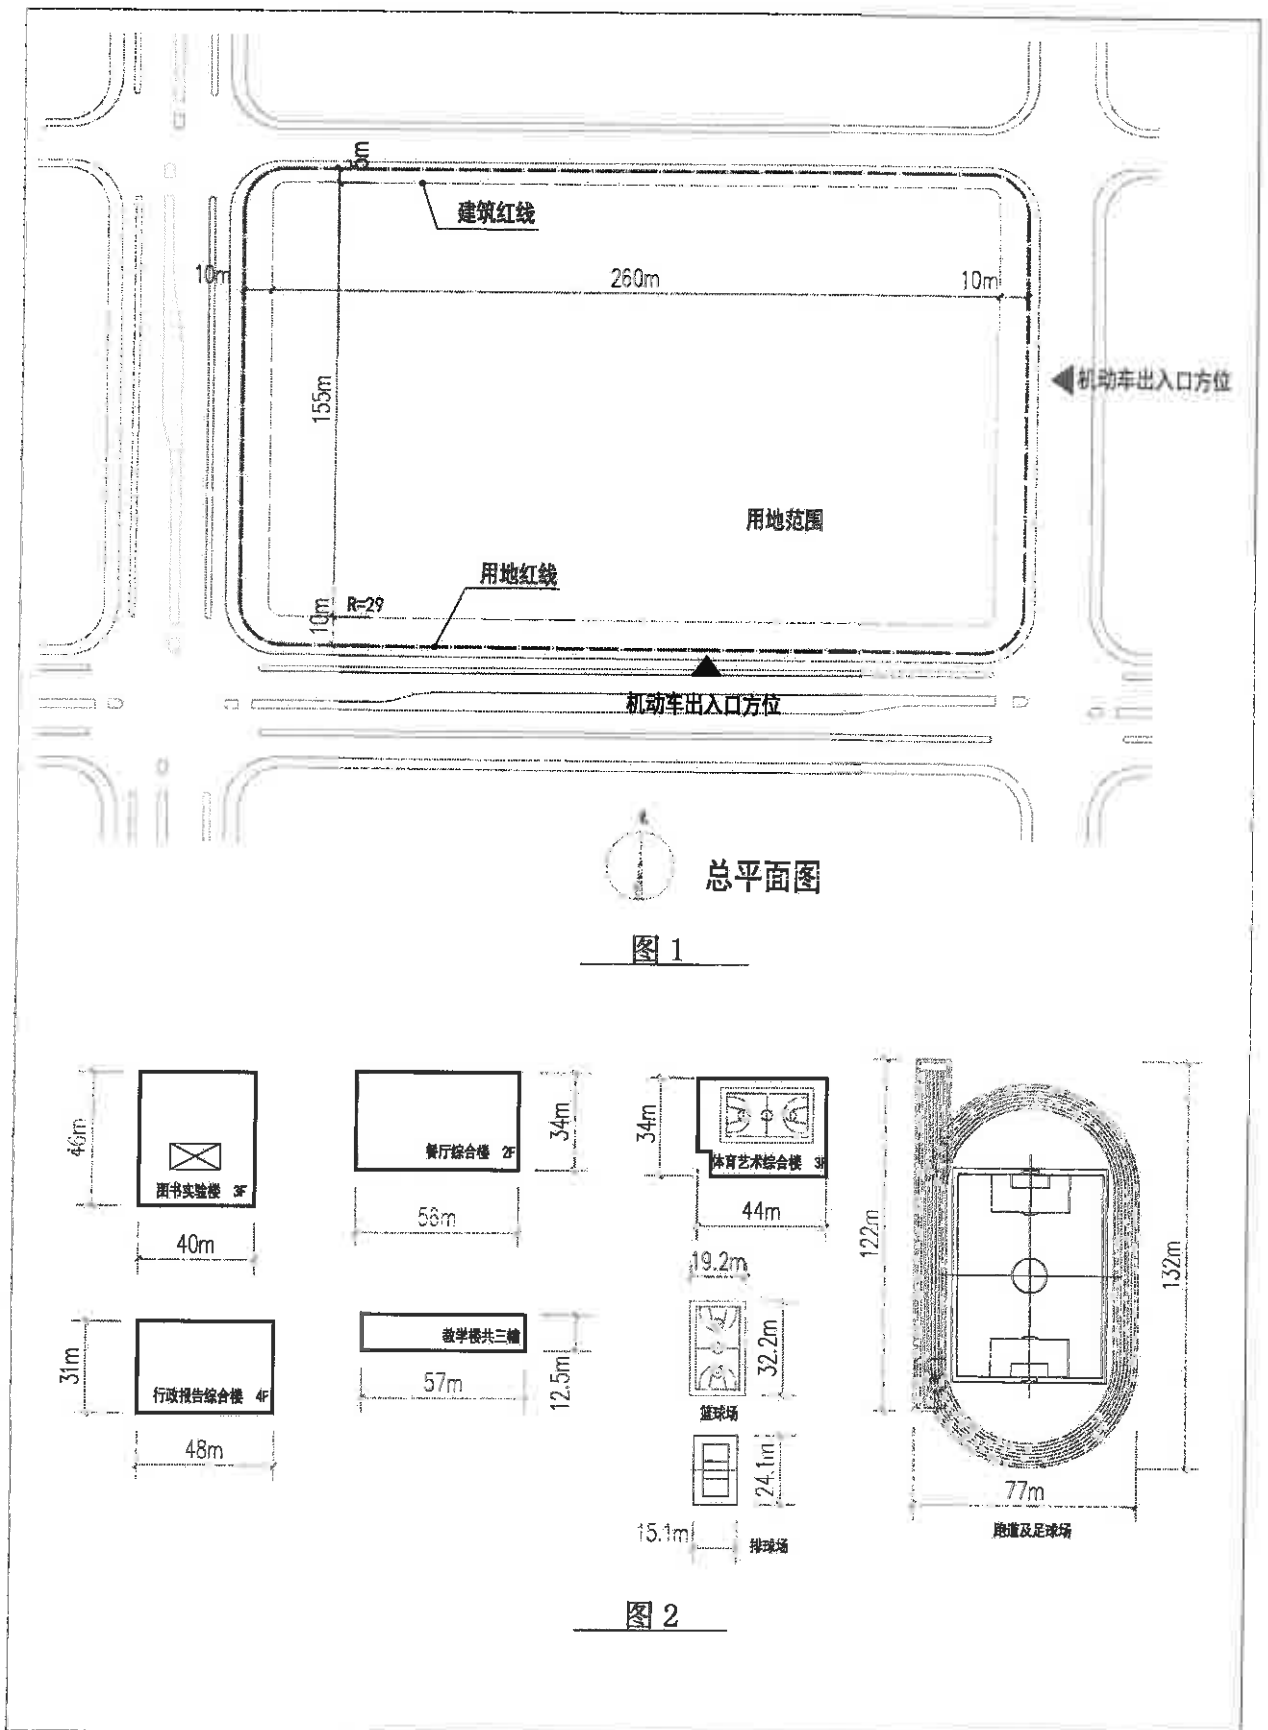 5m
建筑红线
10m
260m
10m
机动车出入口方位
155m
用地范围
用地红线
10m
R=29
机动车出入口方位
总平面图
图 1
46m
图书实验楼 3F
40m
餐厅综合楼 2F
34m
56m
34m
体育艺术综合楼 3F
44m
122m
132m
77m
跑道及足球场
31m
行政报告综合楼 4F
48m
教学楼共三幢
57m
12.5m
19.2m
32.2m
篮球场
24.1m
15.1m
排球场
图 2